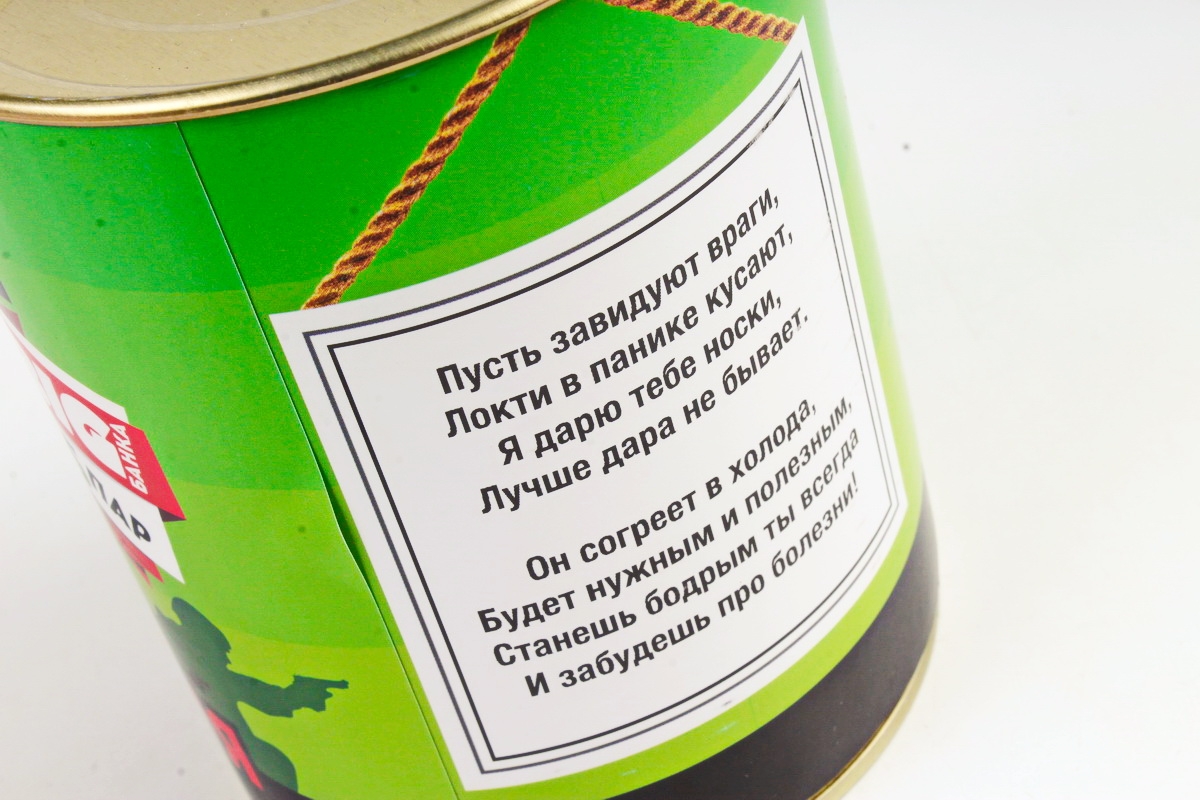 Пусть завидуют враги,
Локти в панике кусают,
Я дарю тебе носки,
Лучше дара не бывает.
Он согреет в холода,
Будет нужным и полезным,
Станешь бодрым ты всегда
И забудешь про болезни!
БАНКА
ПАР